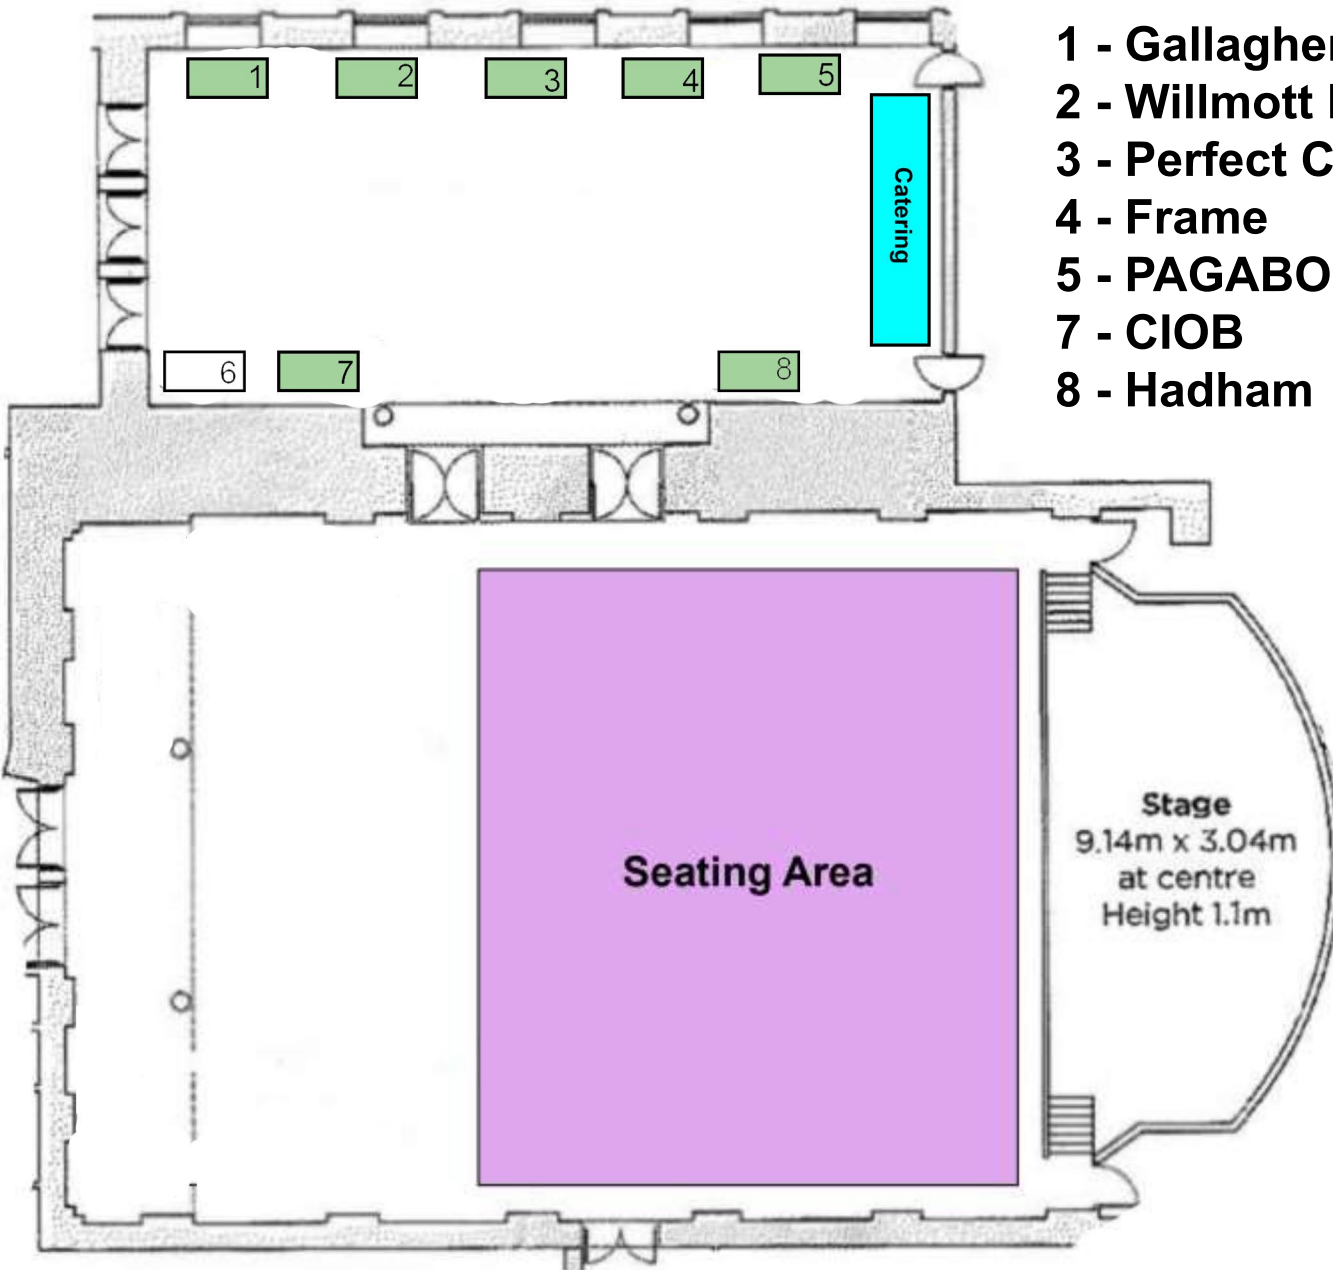 1 - Gallagher
2 - Willmott
3 - Perfect
4 - Frame
5 - PAGABO
7 - CIOB
8 - Hadham
1
2
3
4
5
Catering
6
7
8
Seating Area
Stage
9.14m x 3.04m
at centre
Height 1.1m